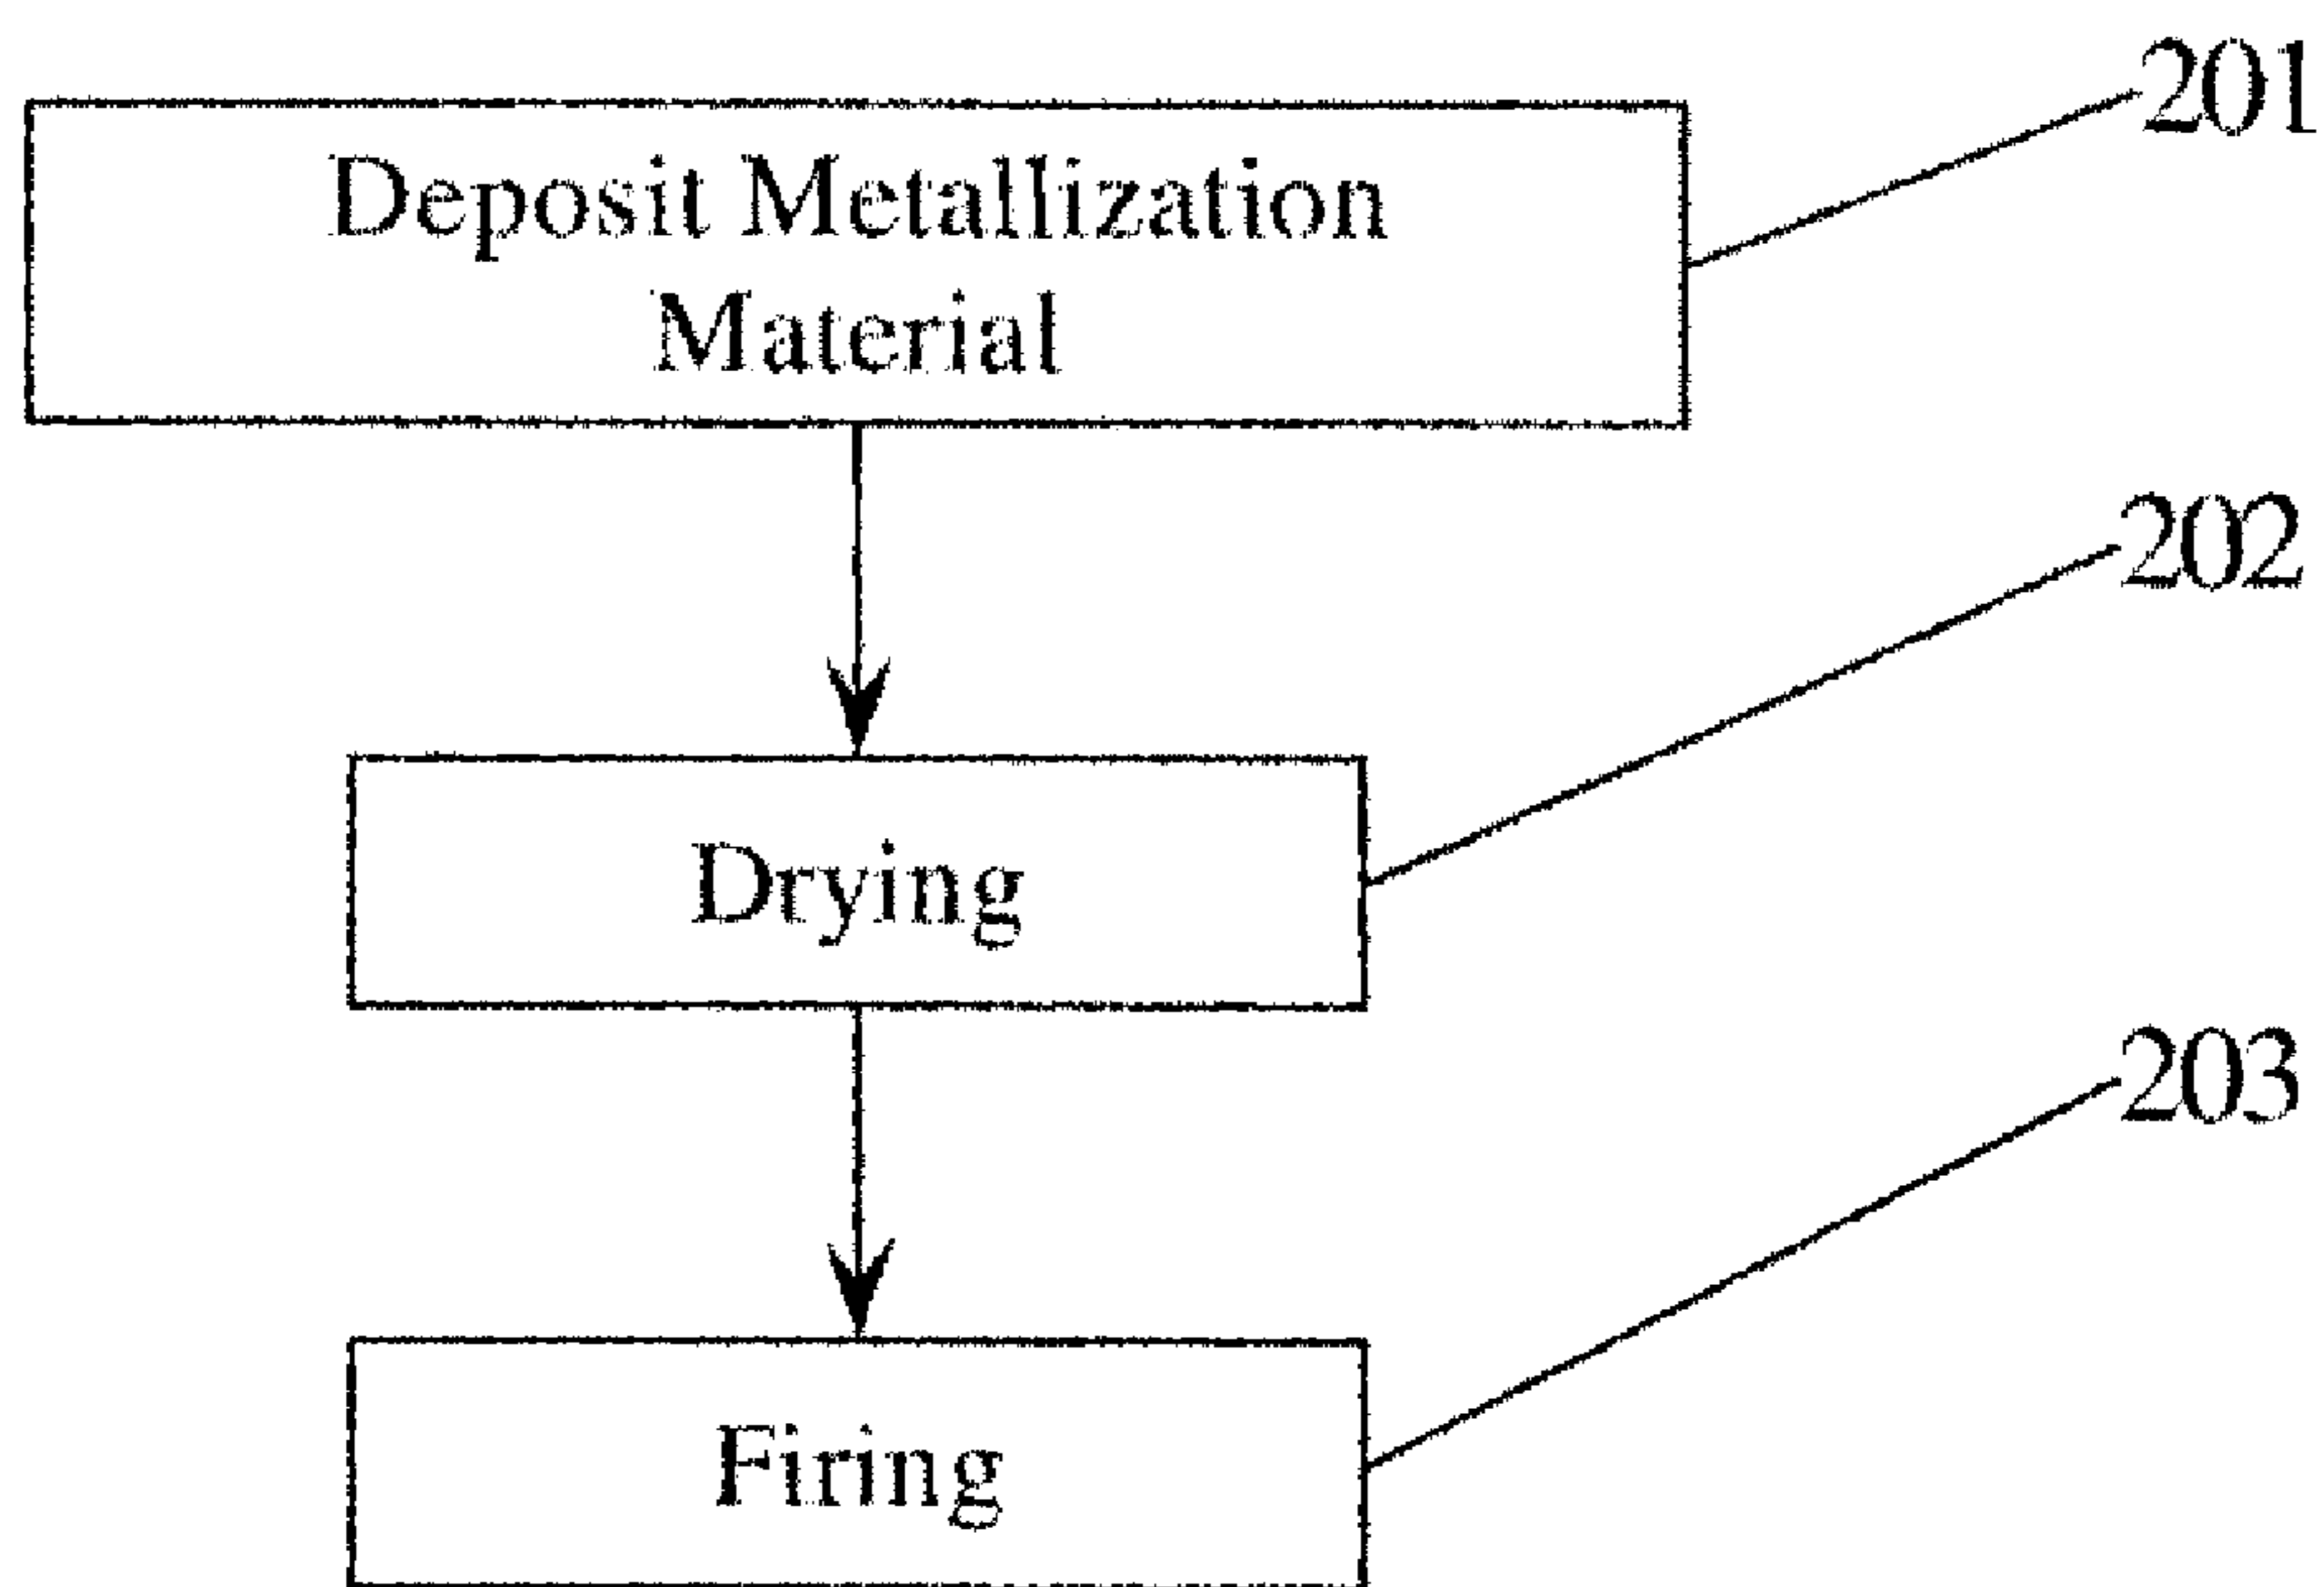 201
Deposit Metallization
Material
202
Drying
203
Firing